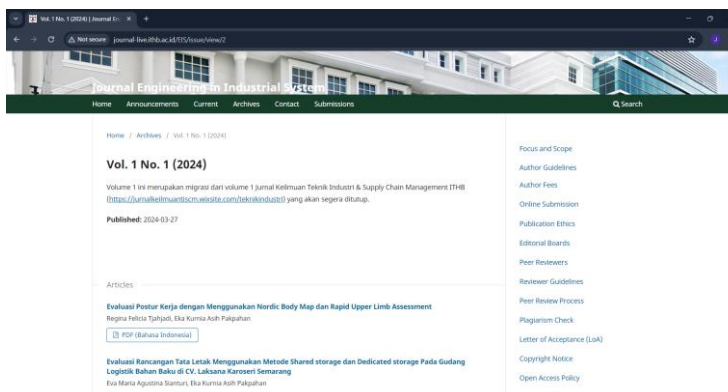 Vol. 1 No. 1 (2024) | Journal En
Not secure journal-live.ithb.ac.id/EIS/issue/view/2
J
Journal Engineering in Industrial System
Home Announcements Current Archives Contact Submissions Search
Home / Archives / Vol. 1 No. 1 (2024)
Vol. 1 No. 1 (2024)
Volume 1 ini merupakan migrasi dari volume 1 Jurnal Keilmuan Teknik Industri & Supply Chain Management ITHB
(https://jurnalkeilmuantiscm.wixsite.com/teknikindustri) yang akan segera ditutup.
Published: 2024-03-27
Articles
Evaluasi Postur Kerja dengan Menggunakan Nordic Body Map dan Rapid Upper Limb Assessment
Regina Felicia Tjahjadi, Eka Kurnia Asih Pakpahan
PDF (Bahasa Indonesia)
Evaluasi Rancangan Tata Letak Menggunakan Metode Shared storage dan Dedicated storage Pada Gudang
Logistik Bahan Baku di CV. Laksana Karoseri Semarang
Eva Maria Agustina Sianturi, Eka Kurnia Asih Pakpahan
Focus and Scope
Author Guidelines
Author Fees
Online Submission
Publication Ethics
Editorial Boards
Peer Reviewers
Reviewer Guidelines
Peer Review Process
Plagiarism Check
Letter of Acceptance (LoA)
Copyright Notice
Open Access Policy